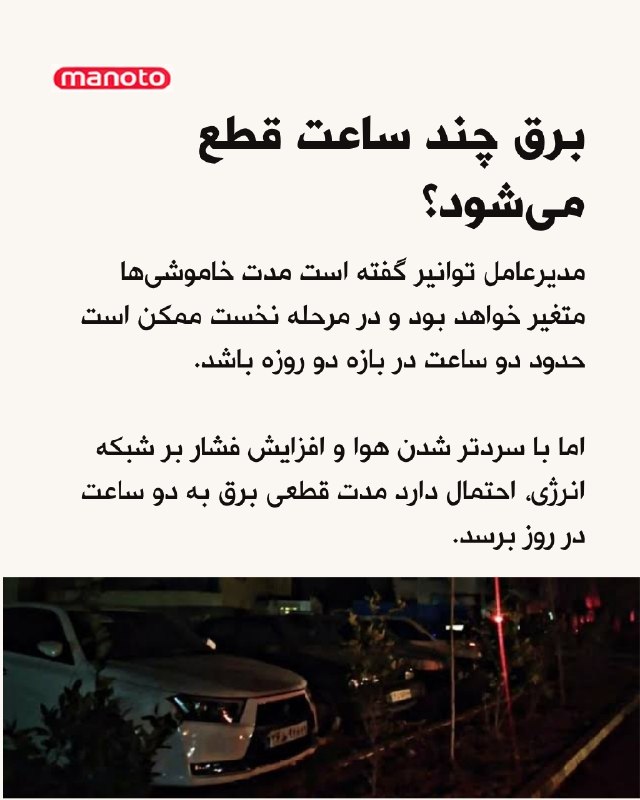 manoto
برق چند ساعت قطع
می‌شود؟
مدیرعامل توانیر گفته است مدت خاموشی‌ها
متغیر خواهد بود و در مرحله نخست ممکن است
حدود دو ساعت در بازه دو روزه باشد.
اما با سردتر شدن هوا و افزایش فشار بر شبکه
انرژی، احتمال دارد مدت قطعی برق به دو ساعت
در روز برسد.